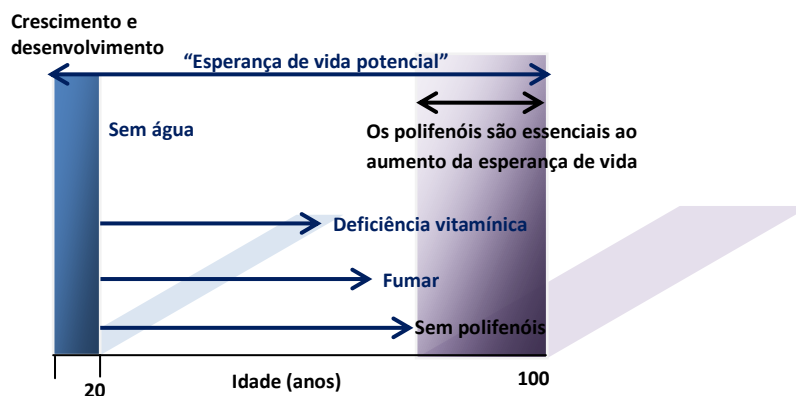 Crescimento e
desenvolvimento
“Esperança de vida potencial”
Sem água
Os polifenóis são essenciais ao
aumento da esperança de vida
Deficiência vitamínica
Fumar
Sem polifenóis
20
Idade (anos)
100